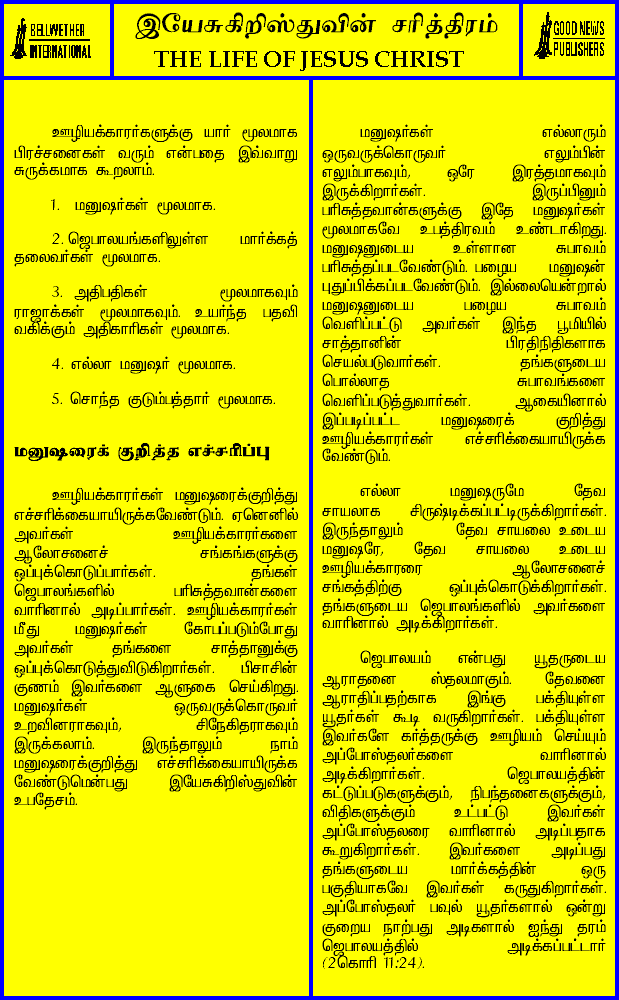 BELLWETHER
INTERNATIONAL
இயேசுகிறிஸ்துவின் சரித்திரம்
THE LIFE OF JESUS CHRIST
GOOD NEWS
PUBLISHERS
ஊழியக்காரர்களுக்கு யார் மூலமாக
பிரச்சனைகள் வரும் என்பதை இவ்வாறு
சுருக்கமாக கூறலாம்.
1. மனுஷர்கள் மூலமாக.
2. ஜெபாலயங்களிலுள்ள மார்க்கத்
தலைவர்கள் மூலமாக.
3. அதிபதிகள் மூலமாகவும்
ராஜாக்கள் மூலமாகவும். உயர்ந்த பதவி
வகிக்கும் அதிகாரிகள் மூலமாக.
4. எல்லா மனுஷர் மூலமாக.
5. சொந்த குடும்பத்தார் மூலமாக.
மனுஷரைக் குறித்த எச்சரிப்பு
ஊழியக்காரர்கள் மனுஷரைக்குறித்து
எச்சரிக்கையாயிருக்கவேண்டும். ஏனெனில்
அவர்கள் ஊழியக்காரர்களை
ஆலோசனைச் சங்கங்களுக்கு
ஒப்புக்கொடுப்பார்கள். தங்கள்
ஜெபாலங்களில் பரிசுத்தவான்களை
வாரினால் அடிப்பார்கள். ஊழியக்காரர்கள்
மீது மனுஷர்கள் கோபப்படும்போது
அவர்கள் தங்களை சாத்தானுக்கு
ஒப்புக்கொடுத்துவிடுகிறார்கள். பிசாசின்
குணம் இவர்களை ஆளுகை செய்கிறது.
மனுஷர்கள் ஒருவருக்கொருவர்
உறவினராகவும், சிநேகிதராகவும்
இருக்கலாம். இருந்தாலும் நாம்
மனுஷரைக்குறித்து எச்சரிக்கையாயிருக்க
வேண்டுமென்பது இயேசுகிறிஸ்துவின்
உபதேசம்.
மனுஷர்கள் எல்லாரும்
ஒருவருக்கொருவர் எலும்பின்
எலும்பாகவும், ஒரே இரத்தமாகவும்
இருக்கிறார்கள். இருப்பினும்
பரிசுத்தவான்களுக்கு இதே மனுஷர்கள்
மூலமாகவே உபத்திரவம் உண்டாகிறது.
மனுஷனுடைய உள்ளான சுபாவம்
பரிசுத்தப்படவேண்டும். பழைய மனுஷன்
புதுப்பிக்கப்படவேண்டும். இல்லையென்றால்
மனுஷனுடைய பழைய சுபாவம்
வெளிப்பட்டு அவர்கள் இந்த பூமியில்
சாத்தானின் பிரதிநிதிகளாக
செயல்படுவார்கள். தங்களுடைய
பொல்லாத சுபாவங்களை
வெளிப்படுத்துவார்கள். ஆகையினால்
இப்படிப்பட்ட மனுஷரைக் குறித்து
ஊழியக்காரர்கள் எச்சரிக்கையாயிருக்க
வேண்டும்.
எல்லா மனுஷருமே தேவ
சாயலாக சிருஷ்டிக்கப்பட்டிருக்கிறார்கள்.
இருந்தாலும் தேவ சாயலை உடைய
மனுஷரே, தேவ சாயலை உடைய
ஊழியக்காரரை ஆலோசனைச்
சங்கத்திற்கு ஒப்புக்கொடுக்கிறார்கள்.
தங்களுடைய ஜெபாலங்களில் அவர்களை
வாரினால் அடிக்கிறார்கள்.
ஜெபாலயம் என்பது யூதருடைய
ஆராதனை ஸ்தலமாகும். தேவனை
ஆராதிப்பதற்காக இங்கு பக்தியுள்ள
யூதர்கள் கூடி வருகிறார்கள். பக்தியுள்ள
இவர்களே கர்த்தருக்கு ஊழியம் செய்யும்
அப்போஸ்தலர்களை வாரினால்
அடிக்கிறார்கள். ஜெபாலயத்தின்
கட்டுப்படுகளுக்கும், நிபந்தனைகளுக்கும்,
விதிகளுக்கும் உட்பட்டு இவர்கள்
அப்போஸ்தலரை வாரினால் அடிப்பதாக
கூறுகிறார்கள். இவர்களை அடிப்பது
தங்களுடைய மார்க்கத்தின் ஒரு
பகுதியாகவே இவர்கள் கருதுகிறார்கள்.
அப்போஸ்தலர் பவுல் யூதர்களால் ஒன்று
குறைய நாற்பது அடிகளால் ஐந்து தரம்
ஜெபாலயத்தில் அடிக்கப்பட்டார்
(2கொரி 11:24).